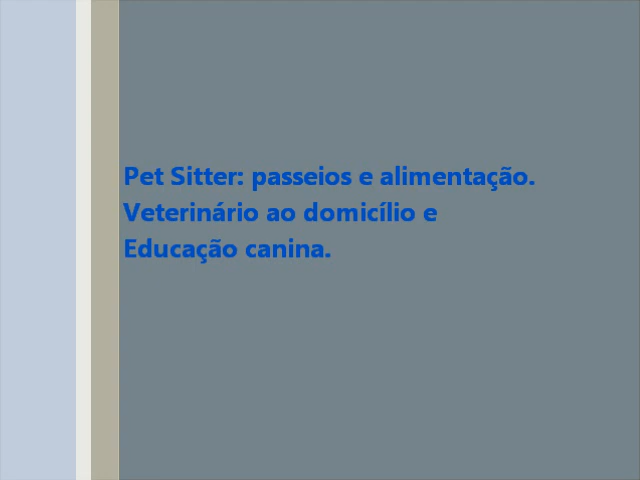 Pet Sitter: passeios e alimentação.
Veterinário ao domicílio e
Educação canina.